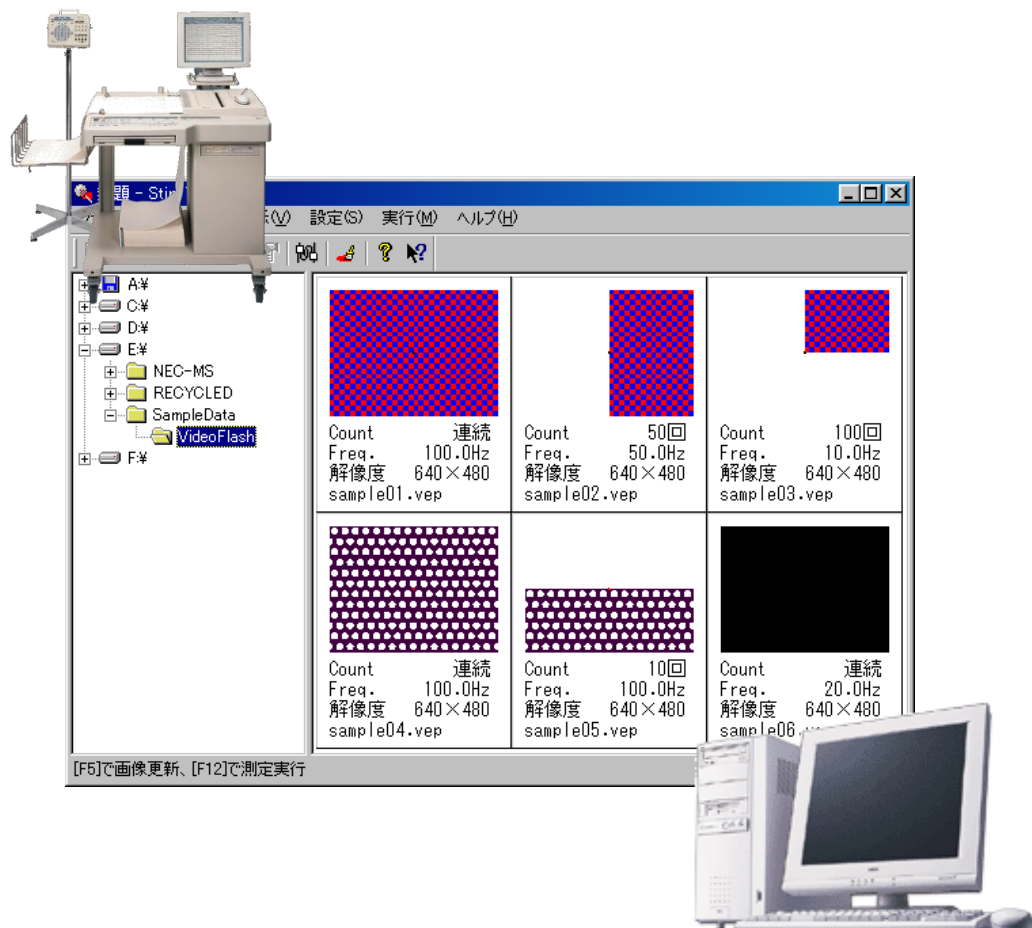 題 - Stim
(V) 設定(S) 実行(M) ヘルプ(H)
A:¥
C:¥
D:¥
E:¥
NEC-MS
RECYCLED
SampleData
VideoFlash
F:¥
Count 連続
Freq. 100.0Hz
解像度 640×480
sample01.vep
Count 50回
Freq. 50.0Hz
解像度 640×480
sample02.vep
Count 100回
Freq. 10.0Hz
解像度 640×480
sample03.vep
Count 連続
Freq. 100.0Hz
解像度 640×480
sample04.vep
Count 10回
Freq. 100.0Hz
解像度 640×480
sample05.vep
Count 連続
Freq. 20.0Hz
解像度 640×480
sample06
[F5]で画像更新、[F12]で測定実行